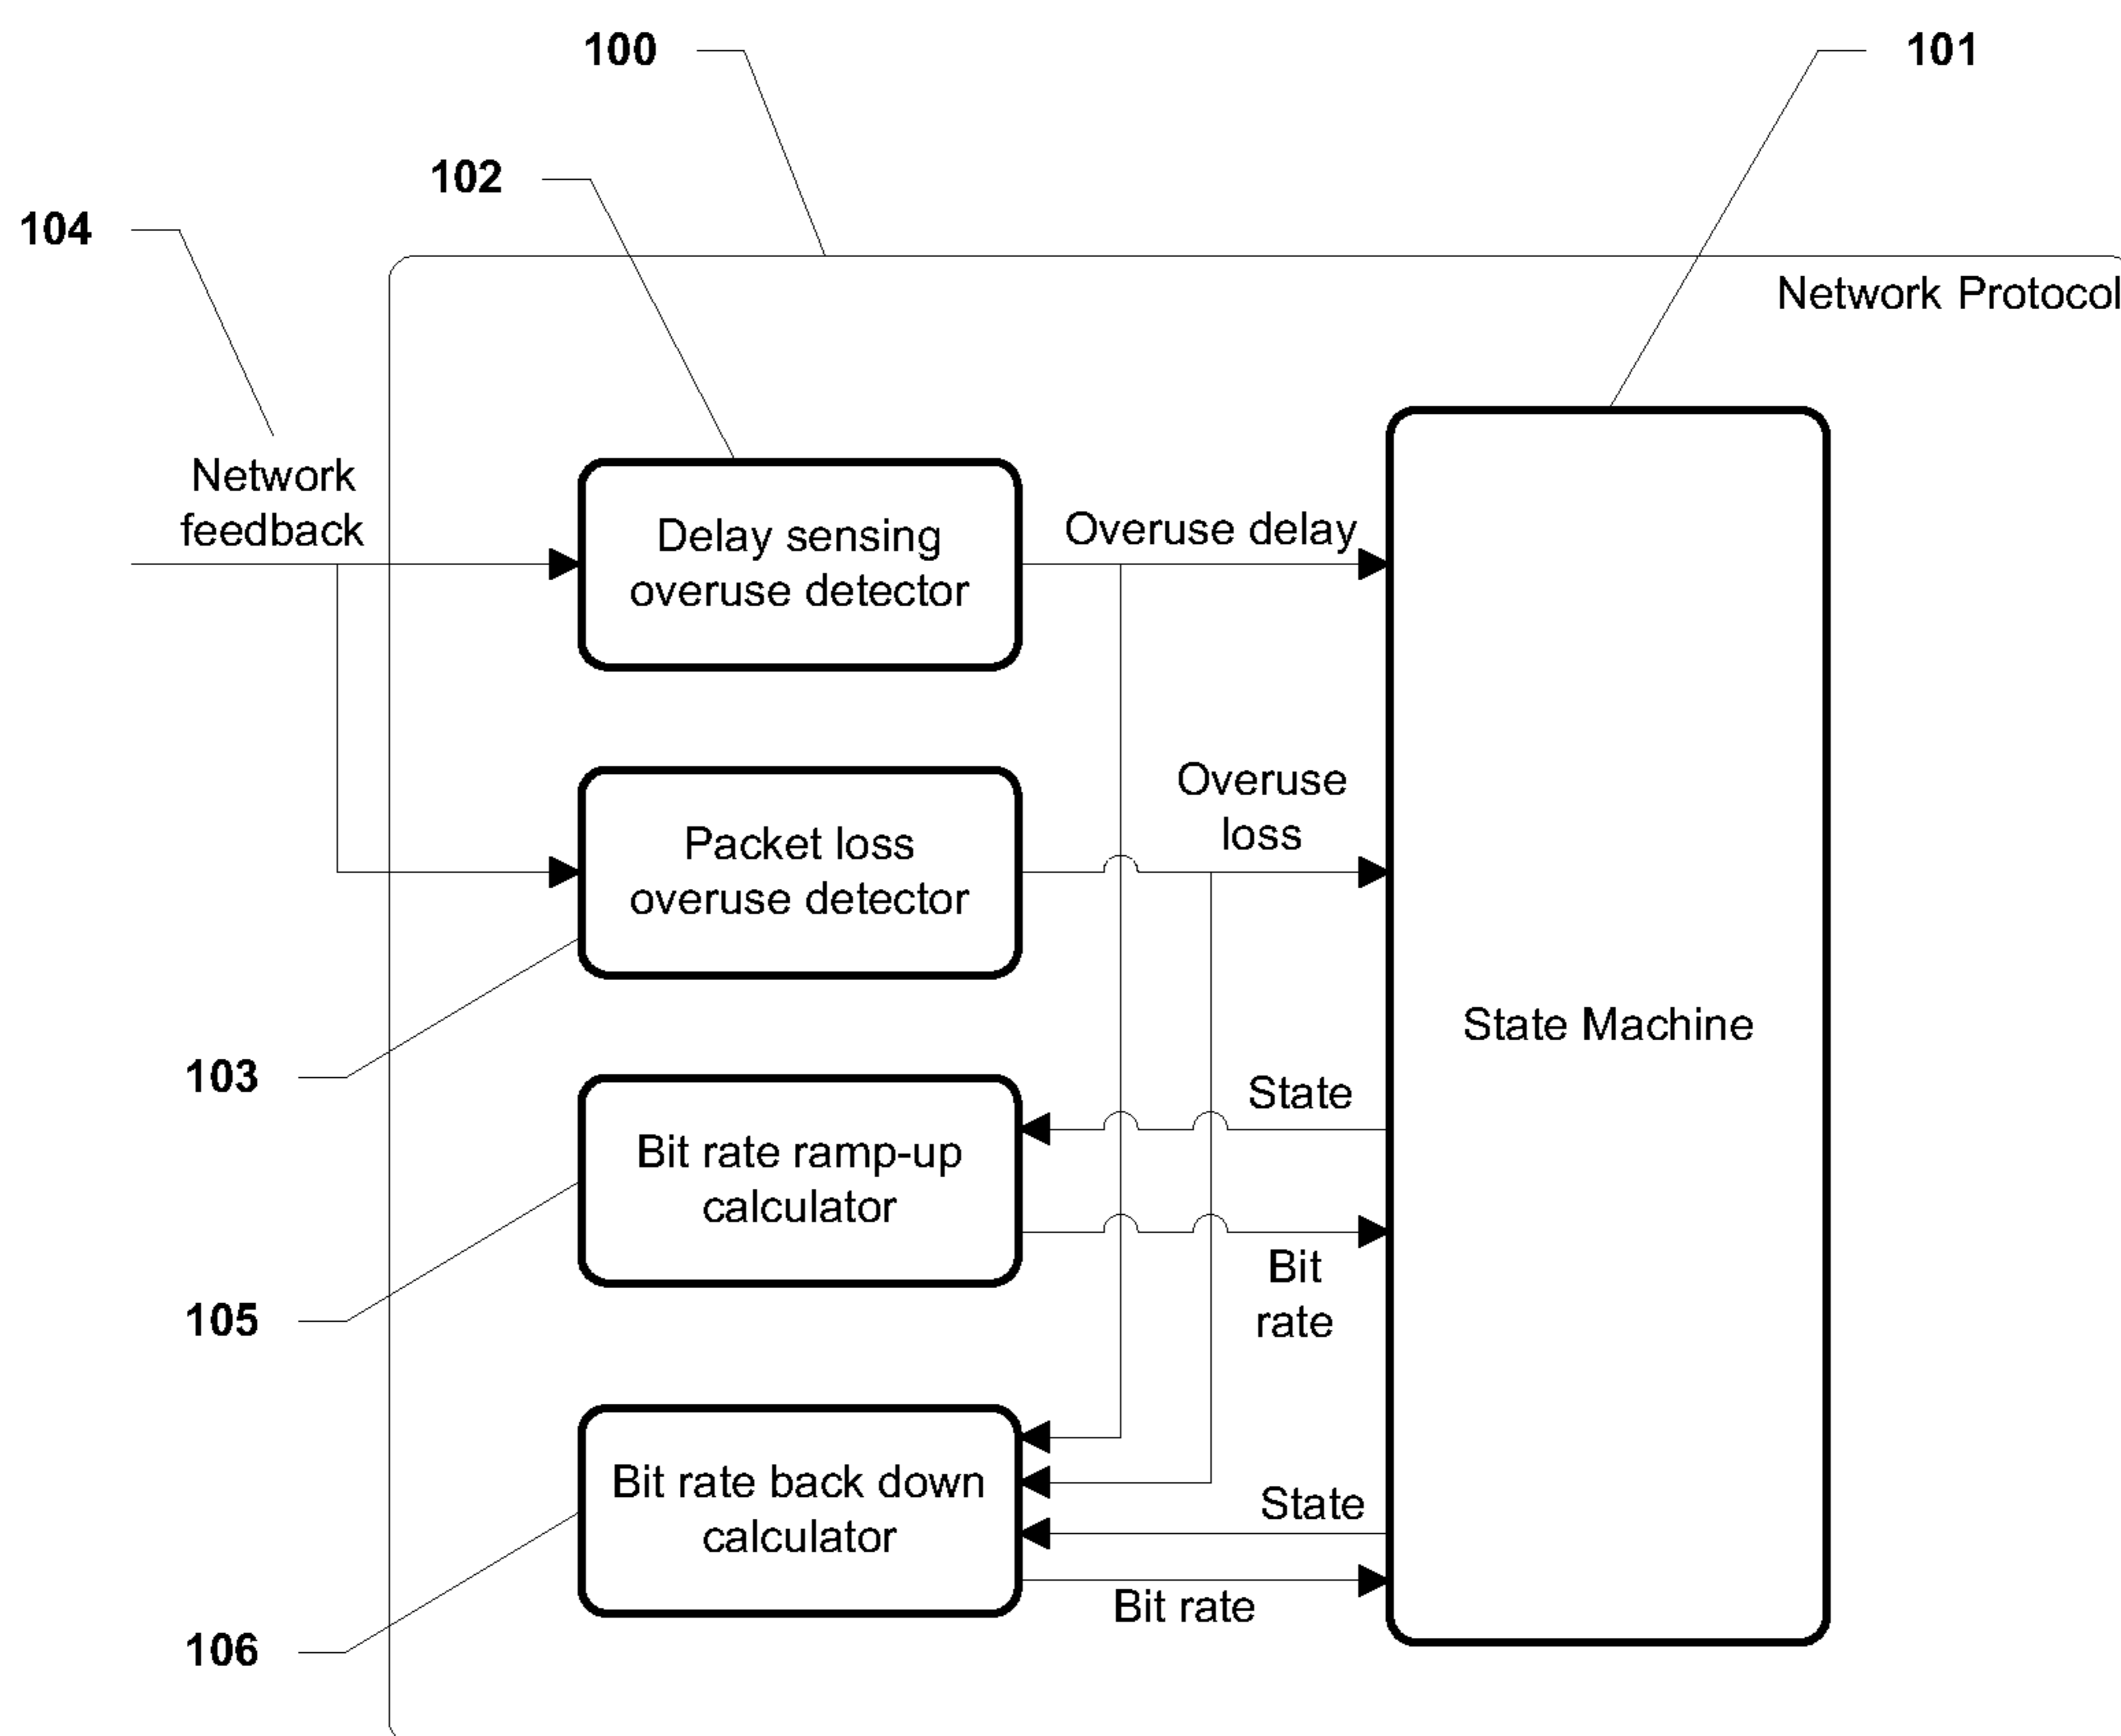 100
101
102
104
Network Protocol
Network
feedback
Delay sensing
overuse detector
Overuse delay
Packet loss
overuse detector
Overuse
loss
State Machine
103
State
Bit rate ramp-up
calculator
Bit
rate
105
Bit rate back down
calculator
State
Bit rate
106